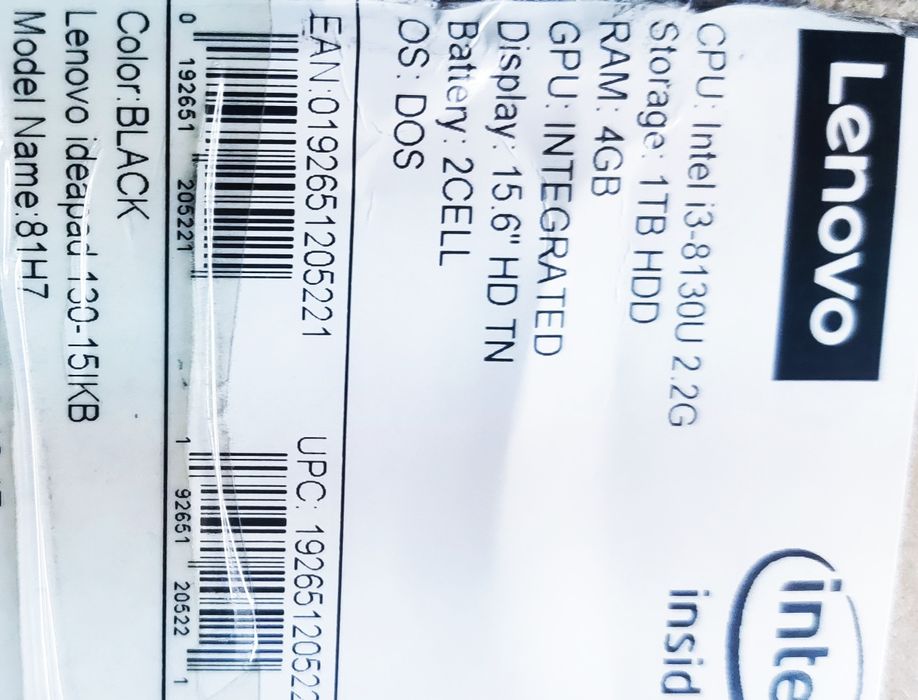 Lenovo
CPU: Intel i3-8130U 2.2G
Storage: 1TB HDD
RAM: 4GB
GPU: INTEGRATED
Display: 15.6" HD TN
Battery: 2CELL
OS: DOS
inte
insid
EAN:0192651205221
0 192651 205221
UPC: 19265120522
1 92651 20522 1
Color:BLACK
Lenovo ideapad 130-15IKB
Model Name:81H7